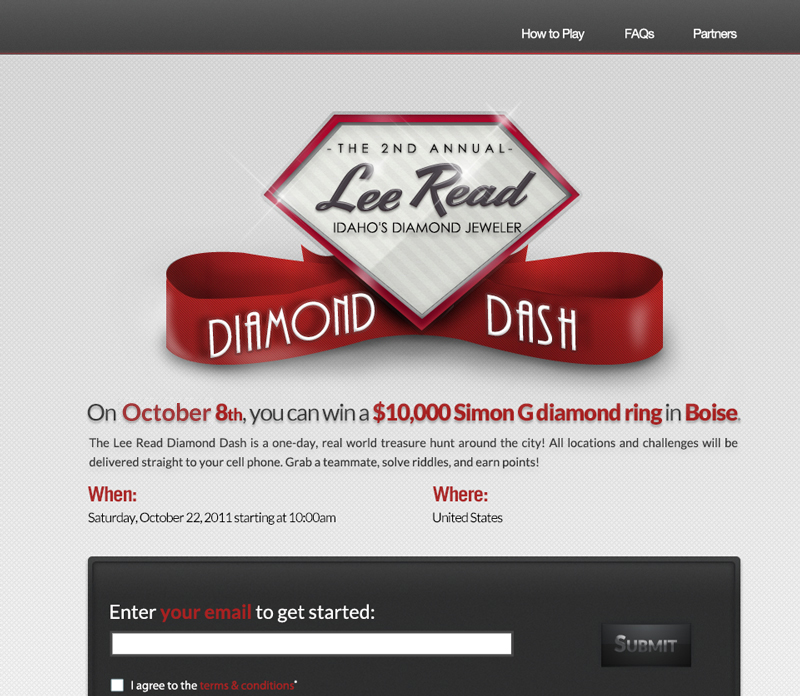 How to Play FAQs Partners
- THE 2ND ANNUAL -
Lee Read
IDAHO'S DIAMOND JEWELER
DIAMOND DASH
On October 8th, you can win a $10,000 Simon G diamond ring in Boise.
The Lee Read Diamond Dash is a one-day, real world treasure hunt around the city! All locations and challenges will be
delivered straight to your cell phone. Grab a teammate, solve riddles, and earn points!
When: Where:
Saturday, October 22, 2011 starting at 10:00am United States
Enter your email to get started:
SUBMIT
I agree to the terms & conditions*